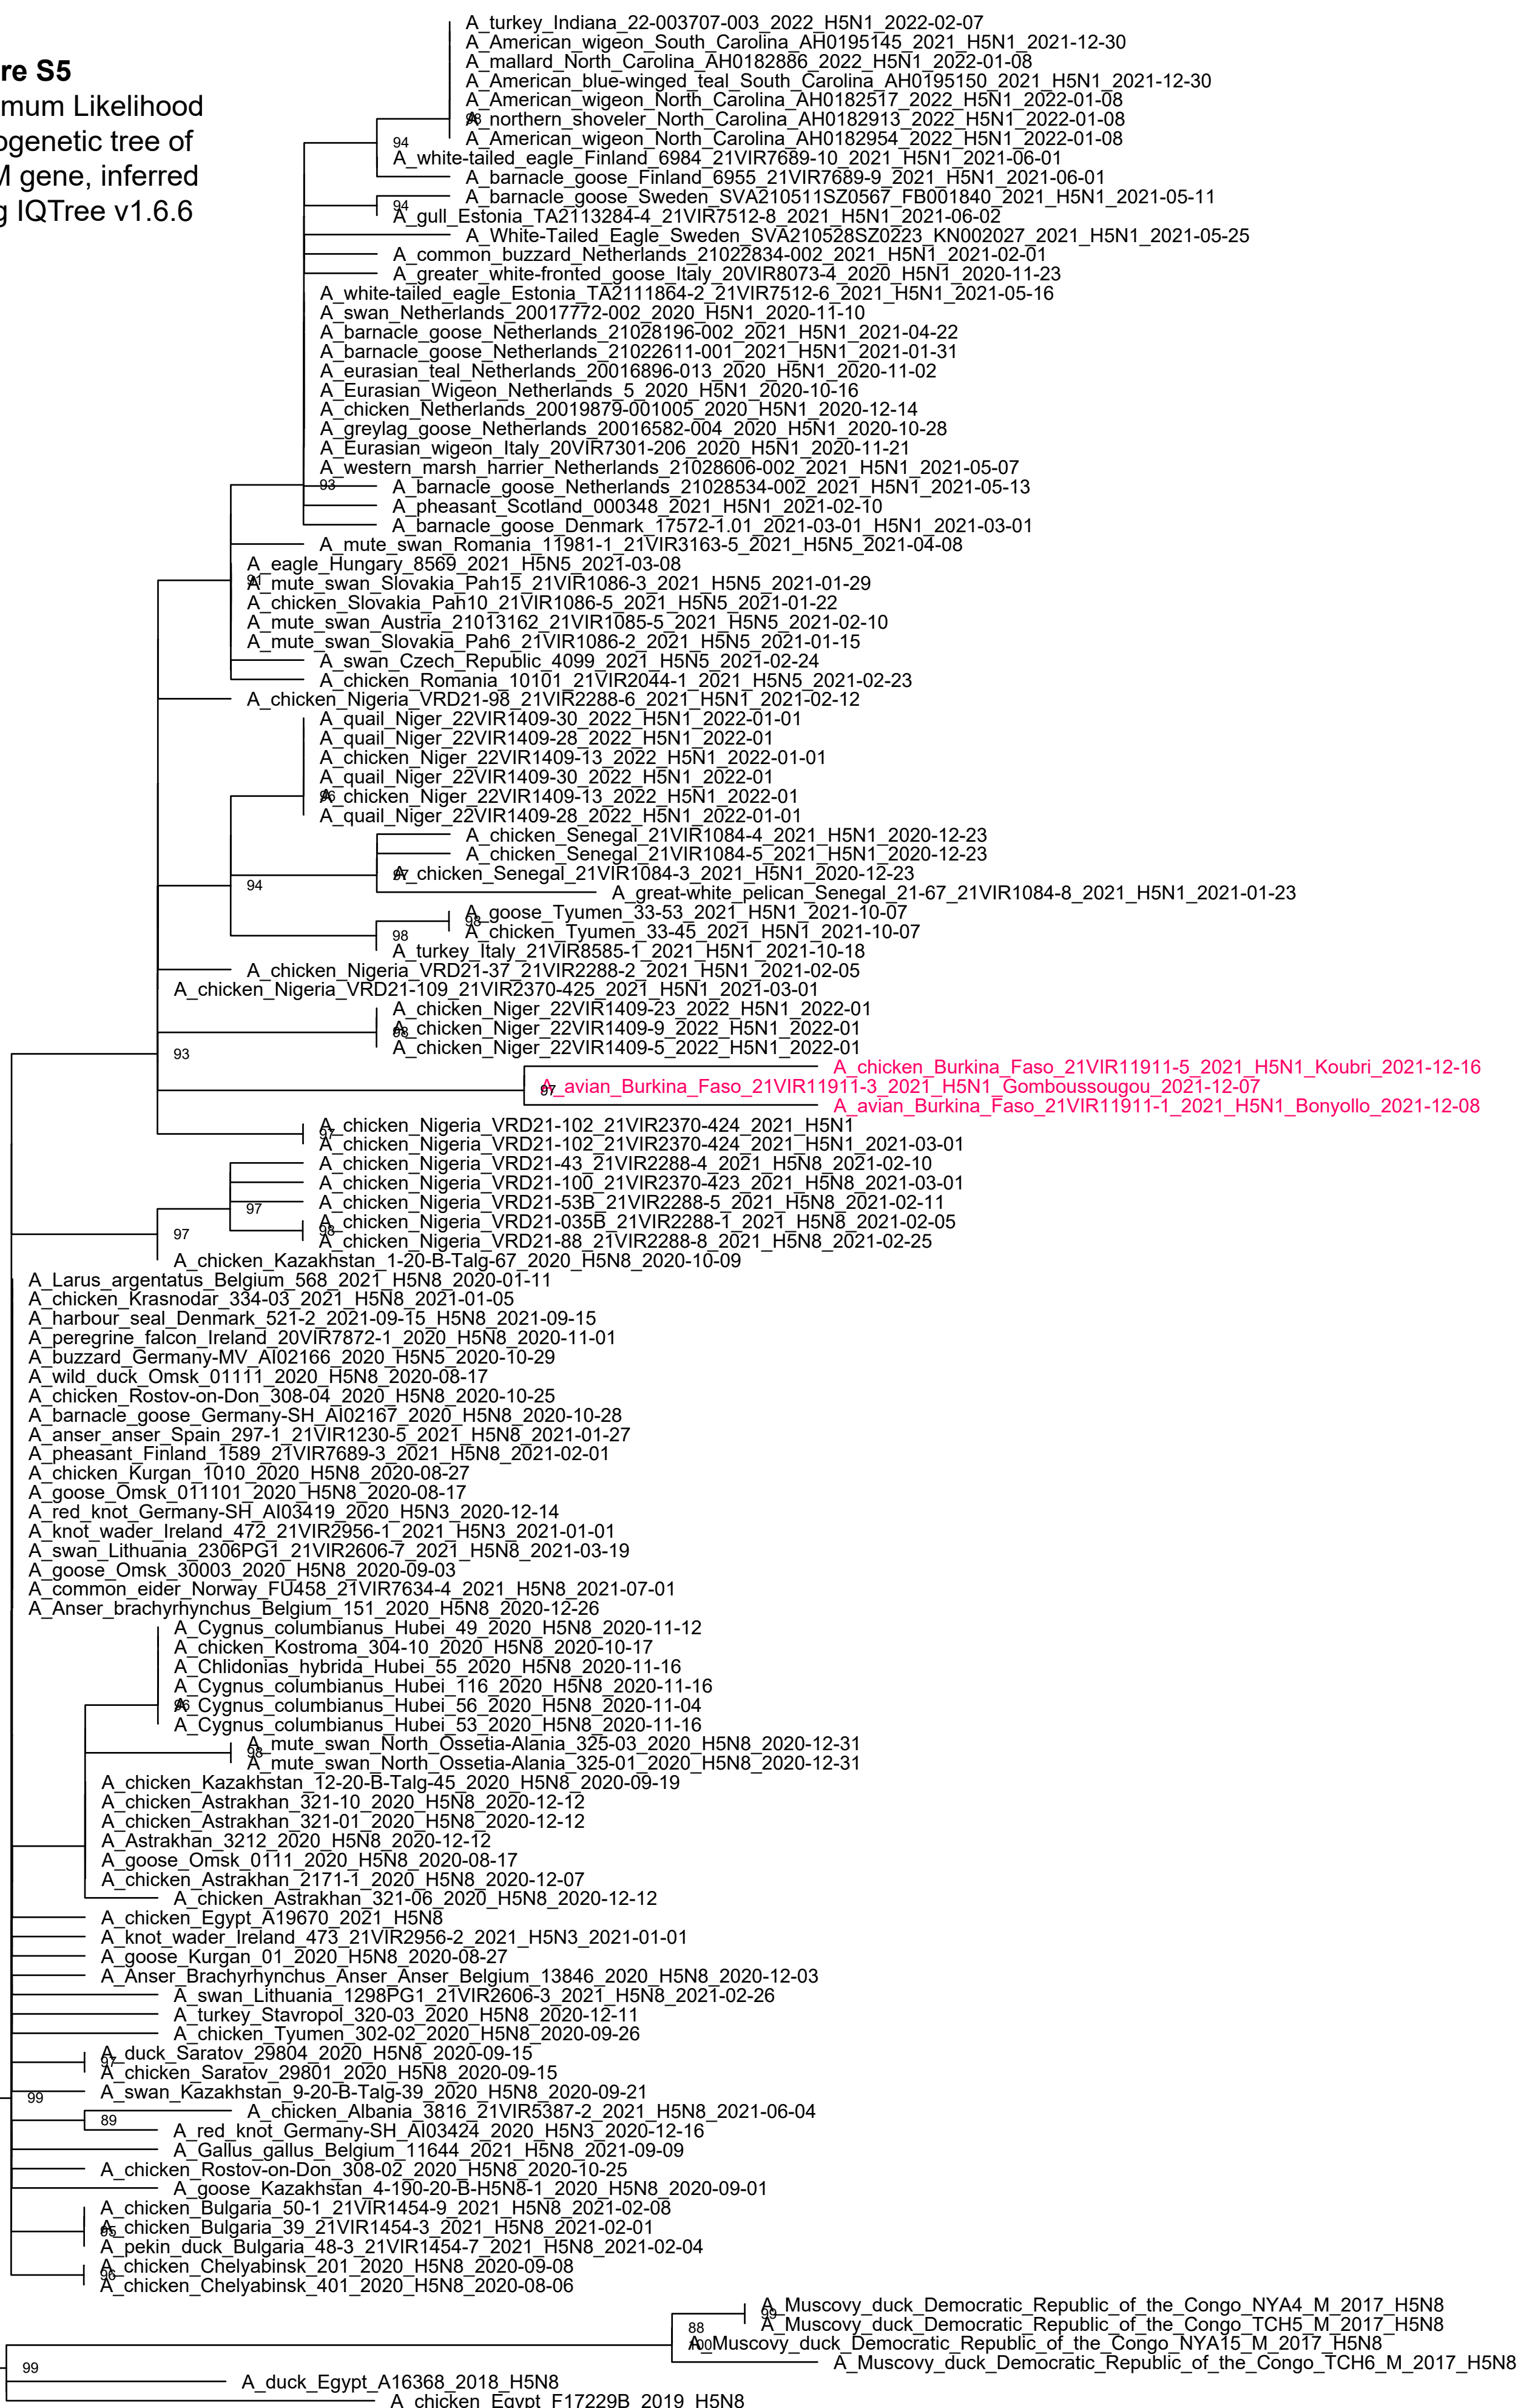 A_turkey_Indiana_22-003707-003_2022_H5N1_2022-02-07
A_American_wigeon_South_Carolina_AH0195145_2021_H5N1_2021-12-30
re S5
A_mallard_North_Carolina_AH0182886_2022_H5N1_2022-01-08
A_American_blue-winged_teal_South_Carolina_AH0195150_2021_H5N1_2021-12-30
mum Likelihood
A_American_wigeon_North_Carolina_AH0182517_2022_H5N1_2022-01-08
98
A_northern_shoveler_North_Carolina_AH0182913_2022_H5N1_2022-01-08
ogenetic tree of
94
A_American_wigeon_North_Carolina_AH0182954_2022_H5N1_2022-01-08
A_white-tailed_eagle_Finland_6984_21VIR7689-10_2021_H5N1_2021-06-01
M gene, inferred
A_barnacle_goose_Finland_6955_21VIR7689-9_2021_H5N1_2021-06-01
A_barnacle_goose_Sweden_SVA210511SZ0567_FB001840_2021_H5N1_2021-05-11
g IQTree v1.6.6
94
A_gull_Estonia_TA2113284-4_21VIR7512-8_2021_H5N1_2021-06-02
A_White-Tailed_Eagle_Sweden_SVA210528SZ0223_KN002027_2021_H5N1_2021-05-25
A_common_buzzard_Netherlands_21022834-002_2021_H5N1_2021-02-01
A_greater_white-fronted_goose_Italy_20VIR8073-4_2020_H5N1_2020-11-23
A_white-tailed_eagle_Estonia_TA2111864-2_21VIR7512-6_2021_H5N1_2021-05-16
A_swan_Netherlands_20017772-002_2020_H5N1_2020-11-10
A_barnacle_goose_Netherlands_21028196-002_2021_H5N1_2021-04-22
A_barnacle_goose_Netherlands_21022611-001_2021_H5N1_2021-01-31
A_eurasian_teal_Netherlands_20016896-013_2020_H5N1_2020-11-02
A_Eurasian_Wigeon_Netherlands_5_2020_H5N1_2020-10-16
A_chicken_Netherlands_20019879-001005_2020_H5N1_2020-12-14
A_greylag_goose_Netherlands_20016582-004_2020_H5N1_2020-10-28
A_Eurasian_wigeon_Italy_20VIR7301-206_2020_H5N1_2020-11-21
A_western_marsh_harrier_Netherlands_21028606-002_2021_H5N1_2021-05-07
93
A_barnacle_goose_Netherlands_21028534-002_2021_H5N1_2021-05-13
A_pheasant_Scotland_000348_2021_H5N1_2021-02-10
A_barnacle_goose_Denmark_17572-1.01_2021-03-01_H5N1_2021-03-01
A_mute_swan_Romania_11981-1_21VIR3163-5_2021_H5N5_2021-04-08
A_eagle_Hungary_8569_2021_H5N5_2021-03-08
A_mute_swan_Slovakia_Pah15_21VIR1086-3_2021_H5N5_2021-01-29
A_chicken_Slovakia_Pah10_21VIR1086-5_2021_H5N5_2021-01-22
A_mute_swan_Austria_21013162_21VIR1085-5_2021_H5N5_2021-02-10
A_mute_swan_Slovakia_Pah6_21VIR1086-2_2021_H5N5_2021-01-15
A_swan_Czech_Republic_4099_2021_H5N5_2021-02-24
A_chicken_Romania_10101_21VIR2044-1_2021_H5N5_2021-02-23
A_chicken_Nigeria_VRD21-98_21VIR2288-6_2021_H5N1_2021-02-12
A_quail_Niger_22VIR1409-30_2022_H5N1_2022-01-01
A_quail_Niger_22VIR1409-28_2022_H5N1_2022-01
A_chicken_Niger_22VIR1409-13_2022_H5N1_2022-01-01
A_quail_Niger_22VIR1409-30_2022_H5N1_2022-01
96
A_chicken_Niger_22VIR1409-13_2022_H5N1_2022-01
A_quail_Niger_22VIR1409-28_2022_H5N1_2022-01-01
A_chicken_Senegal_21VIR1084-4_2021_H5N1_2020-12-23
A_chicken_Senegal_21VIR1084-5_2021_H5N1_2020-12-23
97
A_chicken_Senegal_21VIR1084-3_2021_H5N1_2020-12-23
94
A_great-white_pelican_Senegal_21-67_21VIR1084-8_2021_H5N1_2021-01-23
98
A_goose_Tyumen_33-53_2021_H5N1_2021-10-07
A_chicken_Tyumen_33-45_2021_H5N1_2021-10-07
98
A_turkey_Italy_21VIR8585-1_2021_H5N1_2021-10-18
A_chicken_Nigeria_VRD21-37_21VIR2288-2_2021_H5N1_2021-02-05
A_chicken_Nigeria_VRD21-109_21VIR2370-425_2021_H5N1_2021-03-01
A_chicken_Niger_22VIR1409-23_2022_H5N1_2022-01
98
A_chicken_Niger_22VIR1409-9_2022_H5N1_2022-01
A_chicken_Niger_22VIR1409-5_2022_H5N1_2022-01
93
A_chicken_Burkina_Faso_21VIR11911-5_2021_H5N1_Koubri_2021-12-16
97
A_avian_Burkina_Faso_21VIR11911-3_2021_H5N1_Gomboussougou_2021-12-07
A_avian_Burkina_Faso_21VIR11911-1_2021_H5N1_Bonyollo_2021-12-08
A_chicken_Nigeria_VRD21-102_21VIR2370-424_2021_H5N1
97
A_chicken_Nigeria_VRD21-102_21VIR2370-424_2021_H5N1_2021-03-01
A_chicken_Nigeria_VRD21-43_21VIR2288-4_2021_H5N8_2021-02-10
A_chicken_Nigeria_VRD21-100_21VIR2370-423_2021_H5N8_2021-03-01
97
A_chicken_Nigeria_VRD21-53B_21VIR2288-5_2021_H5N8_2021-02-11
A_chicken_Nigeria_VRD21-035B_21VIR2288-1_2021_H5N8_2021-02-05
97
98
A_chicken_Nigeria_VRD21-88_21VIR2288-8_2021_H5N8_2021-02-25
A_chicken_Kazakhstan_1-20-B-Talg-67_2020_H5N8_2020-10-09
A_Larus_argentatus_Belgium_568_2021_H5N8_2020-01-11
A_chicken_Krasnodar_334-03_2021_H5N8_2021-01-05
A_harbour_seal_Denmark_521-2_2021-09-15_H5N8_2021-09-15
A_peregrine_falcon_Ireland_20VIR7872-1_2020_H5N8_2020-11-01
A_buzzard_Germany-MV_AI02166_2020_H5N5_2020-10-29
A_wild_duck_Omsk_01111_2020_H5N8_2020-08-17
A_chicken_Rostov-on-Don_308-04_2020_H5N8_2020-10-25
A_barnacle_goose_Germany-SH_AI02167_2020_H5N8_2020-10-28
A_anser_anser_Spain_297-1_21VIR1230-5_2021_H5N8_2021-01-27
A_pheasant_Finland_1589_21VIR7689-3_2021_H5N8_2021-02-01
A_chicken_Kurgan_1010_2020_H5N8_2020-08-27
A_goose_Omsk_011101_2020_H5N8_2020-08-17
A_red_knot_Germany-SH_AI03419_2020_H5N3_2020-12-14
A_knot_wader_Ireland_472_21VIR2956-1_2021_H5N3_2021-01-01
A_swan_Lithuania_2306PG1_21VIR2606-7_2021_H5N8_2021-03-19
A_goose_Omsk_30003_2020_H5N8_2020-09-03
A_common_eider_Norway_FU458_21VIR7634-4_2021_H5N8_2021-07-01
A_Anser_brachyrhynchus_Belgium_151_2020_H5N8_2020-12-26
A_Cygnus_columbianus_Hubei_49_2020_H5N8_2020-11-12
A_chicken_Kostroma_304-10_2020_H5N8_2020-10-17
A_Chlidonias_hybrida_Hubei_55_2020_H5N8_2020-11-16
A_Cygnus_columbianus_Hubei_116_2020_H5N8_2020-11-16
96
A_Cygnus_columbianus_Hubei_56_2020_H5N8_2020-11-04
A_Cygnus_columbianus_Hubei_53_2020_H5N8_2020-11-16
A_mute_swan_North_Ossetia-Alania_325-03_2020_H5N8_2020-12-31
98
A_mute_swan_North_Ossetia-Alania_325-01_2020_H5N8_2020-12-31
A_chicken_Kazakhstan_12-20-B-Talg-45_2020_H5N8_2020-09-19
A_chicken_Astrakhan_321-10_2020_H5N8_2020-12-12
A_chicken_Astrakhan_321-01_2020_H5N8_2020-12-12
A_Astrakhan_3212_2020_H5N8_2020-12-12
A_goose_Omsk_0111_2020_H5N8_2020-08-17
A_chicken_Astrakhan_2171-1_2020_H5N8_2020-12-07
A_chicken_Astrakhan_321-06_2020_H5N8_2020-12-12
A_chicken_Egypt_A19670_2021_H5N8
A_knot_wader_Ireland_473_21VIR2956-2_2021_H5N3_2021-01-01
A_goose_Kurgan_01_2020_H5N8_2020-08-27
A_Anser_Brachyrhynchus_Anser_Anser_Belgium_13846_2020_H5N8_2020-12-03
A_swan_Lithuania_1298PG1_21VIR2606-3_2021_H5N8_2021-02-26
A_turkey_Stavropol_320-03_2020_H5N8_2020-12-11
A_chicken_Tyumen_302-02_2020_H5N8_2020-09-26
A_duck_Saratov_29804_2020_H5N8_2020-09-15
97
A_chicken_Saratov_29801_2020_H5N8_2020-09-15
99
A_swan_Kazakhstan_9-20-B-Talg-39_2020_H5N8_2020-09-21
A_chicken_Albania_3816_21VIR5387-2_2021_H5N8_2021-06-04
89
A_red_knot_Germany-SH_AI03424_2020_H5N3_2020-12-16
A_Gallus_gallus_Belgium_11644_2021_H5N8_2021-09-09
A_chicken_Rostov-on-Don_308-02_2020_H5N8_2020-10-25
A_goose_Kazakhstan_4-190-20-B-H5N8-1_2020_H5N8_2020-09-01
A_chicken_Bulgaria_50-1_21VIR1454-9_2021_H5N8_2021-02-08
95
A_chicken_Bulgaria_39_21VIR1454-3_2021_H5N8_2021-02-01
A_pekin_duck_Bulgaria_48-3_21VIR1454-7_2021_H5N8_2021-02-04
A_chicken_Chelyabinsk_201_2020_H5N8_2020-09-08
96
A_chicken_Chelyabinsk_401_2020_H5N8_2020-08-06
A_Muscovy_duck_Democratic_Republic_of_the_Congo_NYA4_M_2017_H5N8
99
A_Muscovy_duck_Democratic_Republic_of_the_Congo_TCH5_M_2017_H5N8
88
100
A_Muscovy_duck_Democratic_Republic_of_the_Congo_NYA15_M_2017_H5N8
A_Muscovy_duck_Democratic_Republic_of_the_Congo_TCH6_M_2017_H5N8
99
A_duck_Egypt_A16368_2018_H5N8
A_chicken_Egypt_F17229B_2019_H5N8